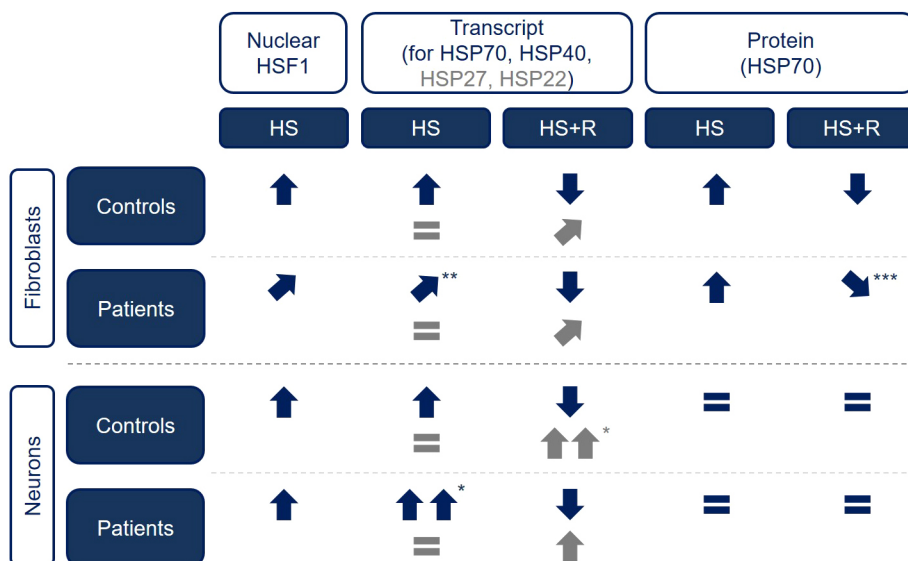 Nuclear
HSF1
Transcript
(for HSP70, HSP40,
HSP27, HSP22)
Protein
(HSP70)
HS
HS
HS+R
HS
HS+R
Fibroblasts
Controls
Patients
**
***
Neurons
Controls
*
Patients
*